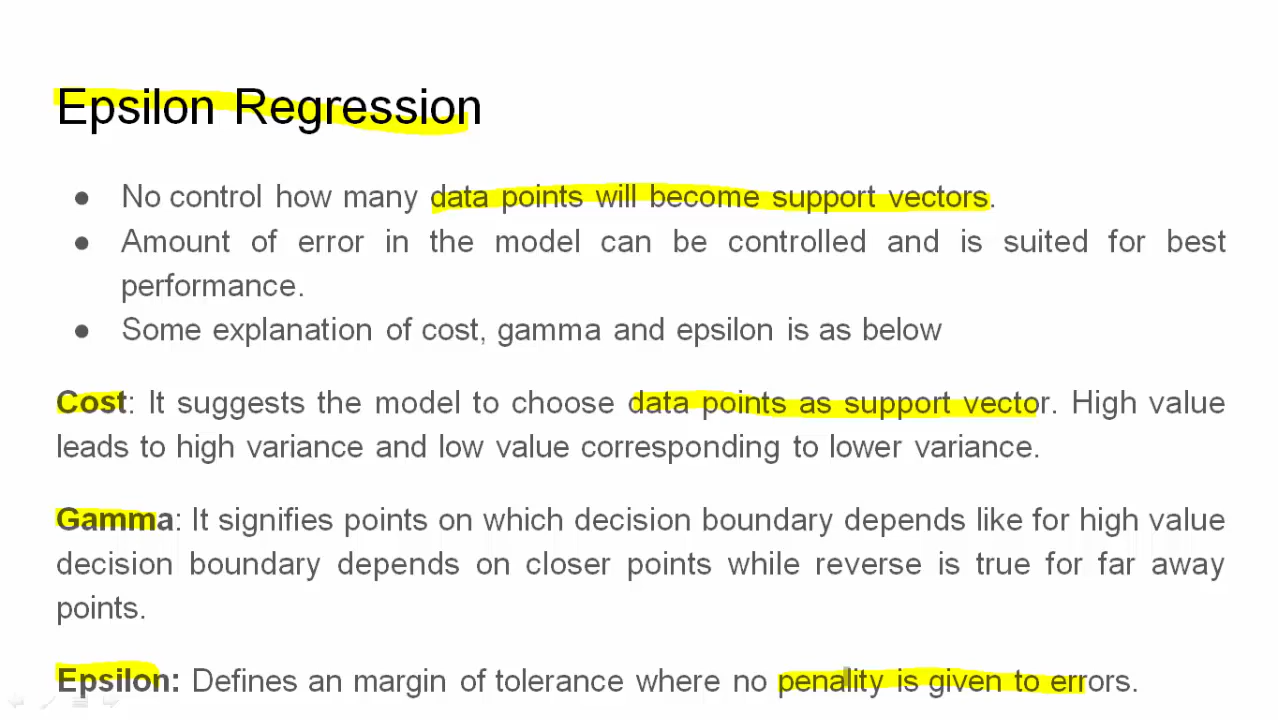 Epsilon Regression
● No control how many data points will become support vectors.
● Amount of error in the model can be controlled and is suited for best
performance.
● Some explanation of cost, gamma and epsilon is as below
Cost: It suggests the model to choose data points as support vector. High value
leads to high variance and low value corresponding to lower variance.
Gamma: It signifies points on which decision boundary depends like for high value
decision boundary depends on closer points while reverse is true for far away
points.
Epsilon: Defines an margin of tolerance where no penality is given to errors.